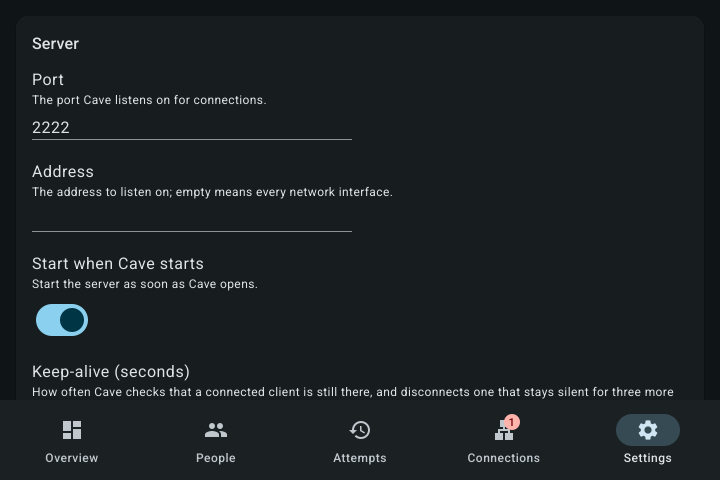 Server
Port
The port Cave listens on for connections.
2222
Address
The address to listen on; empty means every network interface.
Start when Cave starts
Start the server as soon as Cave opens.
Keep-alive (seconds)
How often Cave checks that a connected client is still there, and disconnects one that stays silent for three more
1
Overview
People
Attempts
Connections
Settings